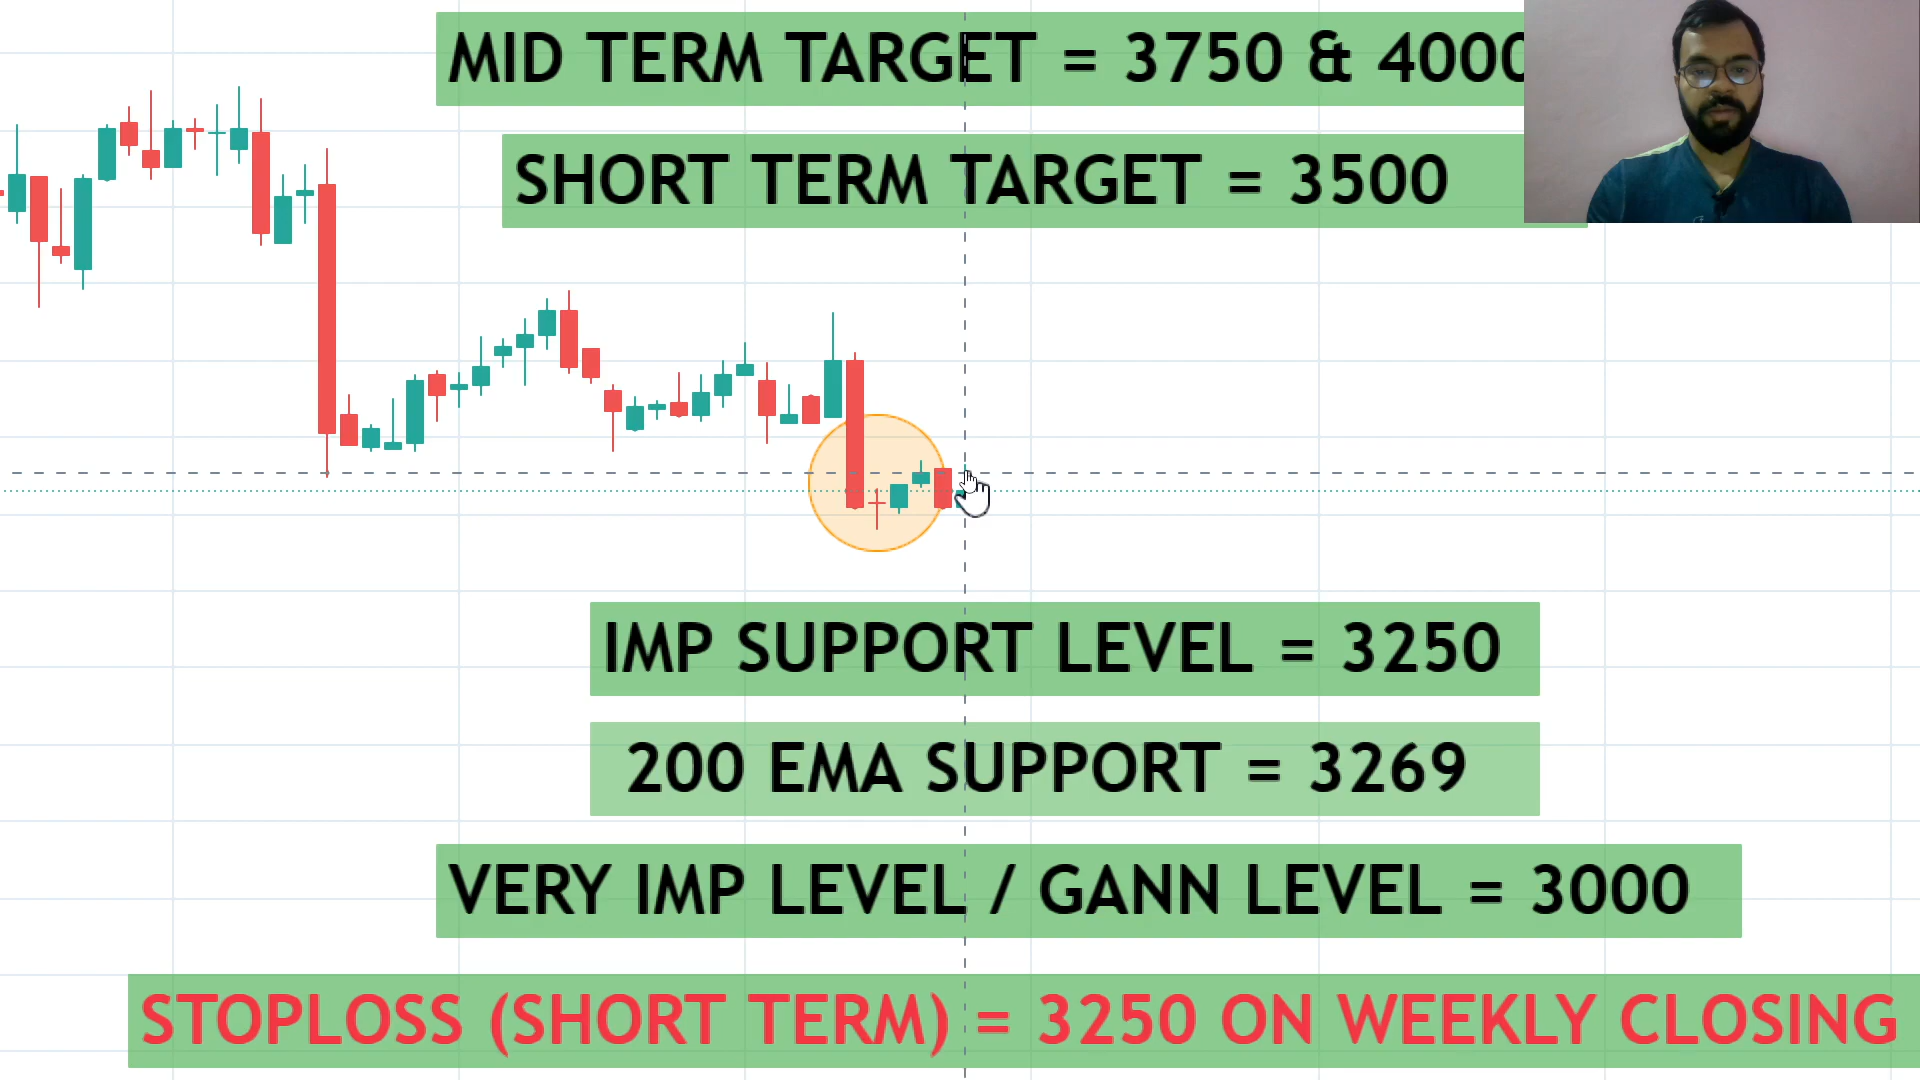 MID TERM TARGET = 3750 & 4000
SHORT TERM TARGET = 3500
IMP SUPPORT LEVEL = 3250
200 EMA SUPPORT = 3269
VERY IMP LEVEL / GANN LEVEL = 3000
STOPLOSS (SHORT TERM) = 3250 ON WEEKLY CLOSING